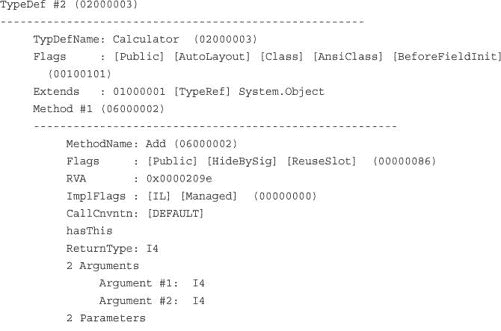 TypeDef #2 (02000003)
-------------------------------------------------------
TypDefName: Calculator  (02000003)
Flags     : [Public] [AutoLayout] [Class] [AnsiClass] [BeforeFieldInit]
(00100101)
Extends   : 01000001 [TypeRef] System.Object
Method #1 (06000002)
-------------------------------------------------------
MethodName: Add (06000002)
Flags     : [Public] [HideBySig] [ReuseSlot]  (00000086)
RVA       : 0x0000209e
ImplFlags : [IL] [Managed]  (00000000)
CallCnvntn: [DEFAULT]
hasThis
ReturnType: I4
2 Arguments
Argument #1:  I4
Argument #2:  I4
2 Parameters